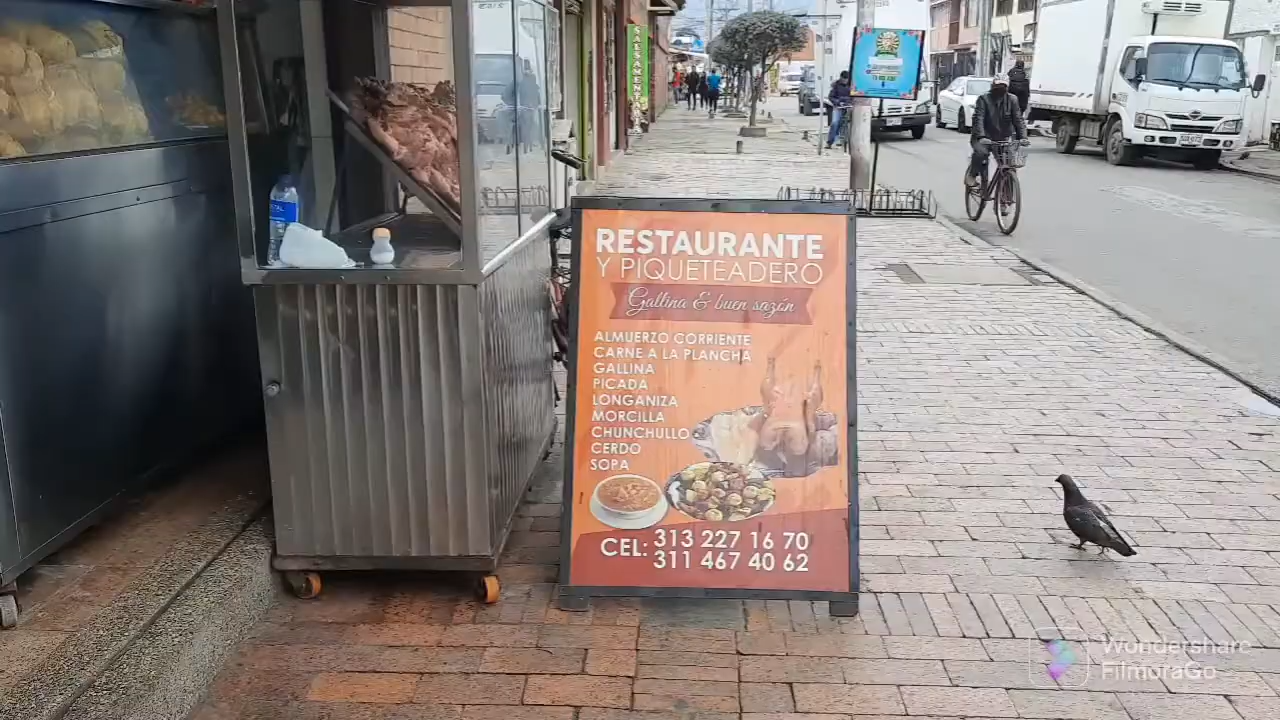 RESTAURANTE
Y PIQUETEADERO
Gallina & buen sazón
ALMUERZO CORRIENTE
CARNE A LA PLANCHA
GALLINA
PICADA
LONGANIZA
MORCILLA
CHUNCHULLO
CERDO
SOPA
CEL: 313 227 16 70
311 467 40 62
SALSAMENTARIA
Wondershare
FilmoraGo